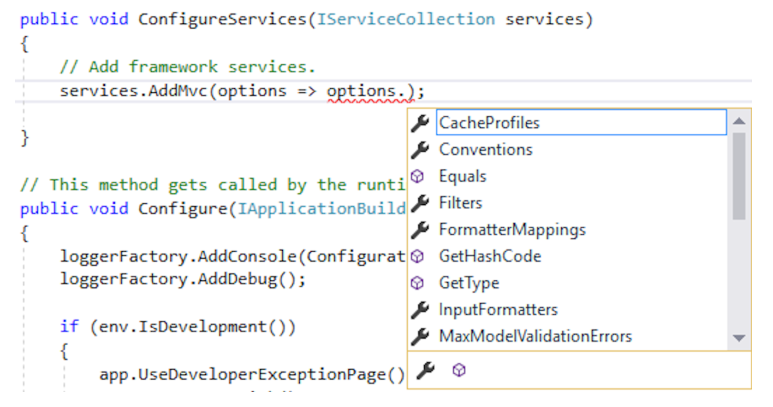 public void ConfigureServices(IServiceCollection services)
{
// Add framework services.
services.AddMvc(options => options.);
}
// This method gets called by the runti
public void Configure(IApplicationBuild
{
loggerFactory.AddConsole(Configurat
loggerFactory.AddDebug();
if (env.IsDevelopment())
{
app.UseDeveloperExceptionPage()
CacheProfiles
Conventions
Equals
Filters
FormatterMappings
GetHashCode
GetType
InputFormatters
MaxModelValidationErrors